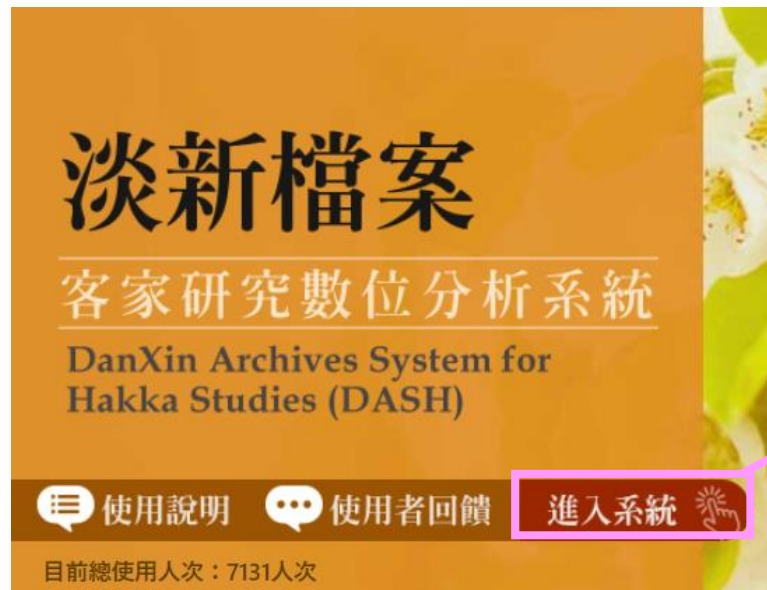 淡新檔案
客家研究數位分析系統
DanXin Archives System for
Hakka Studies (DASH)
使用說明 使用者回饋 進入系統
目前總使用人次：7131人次